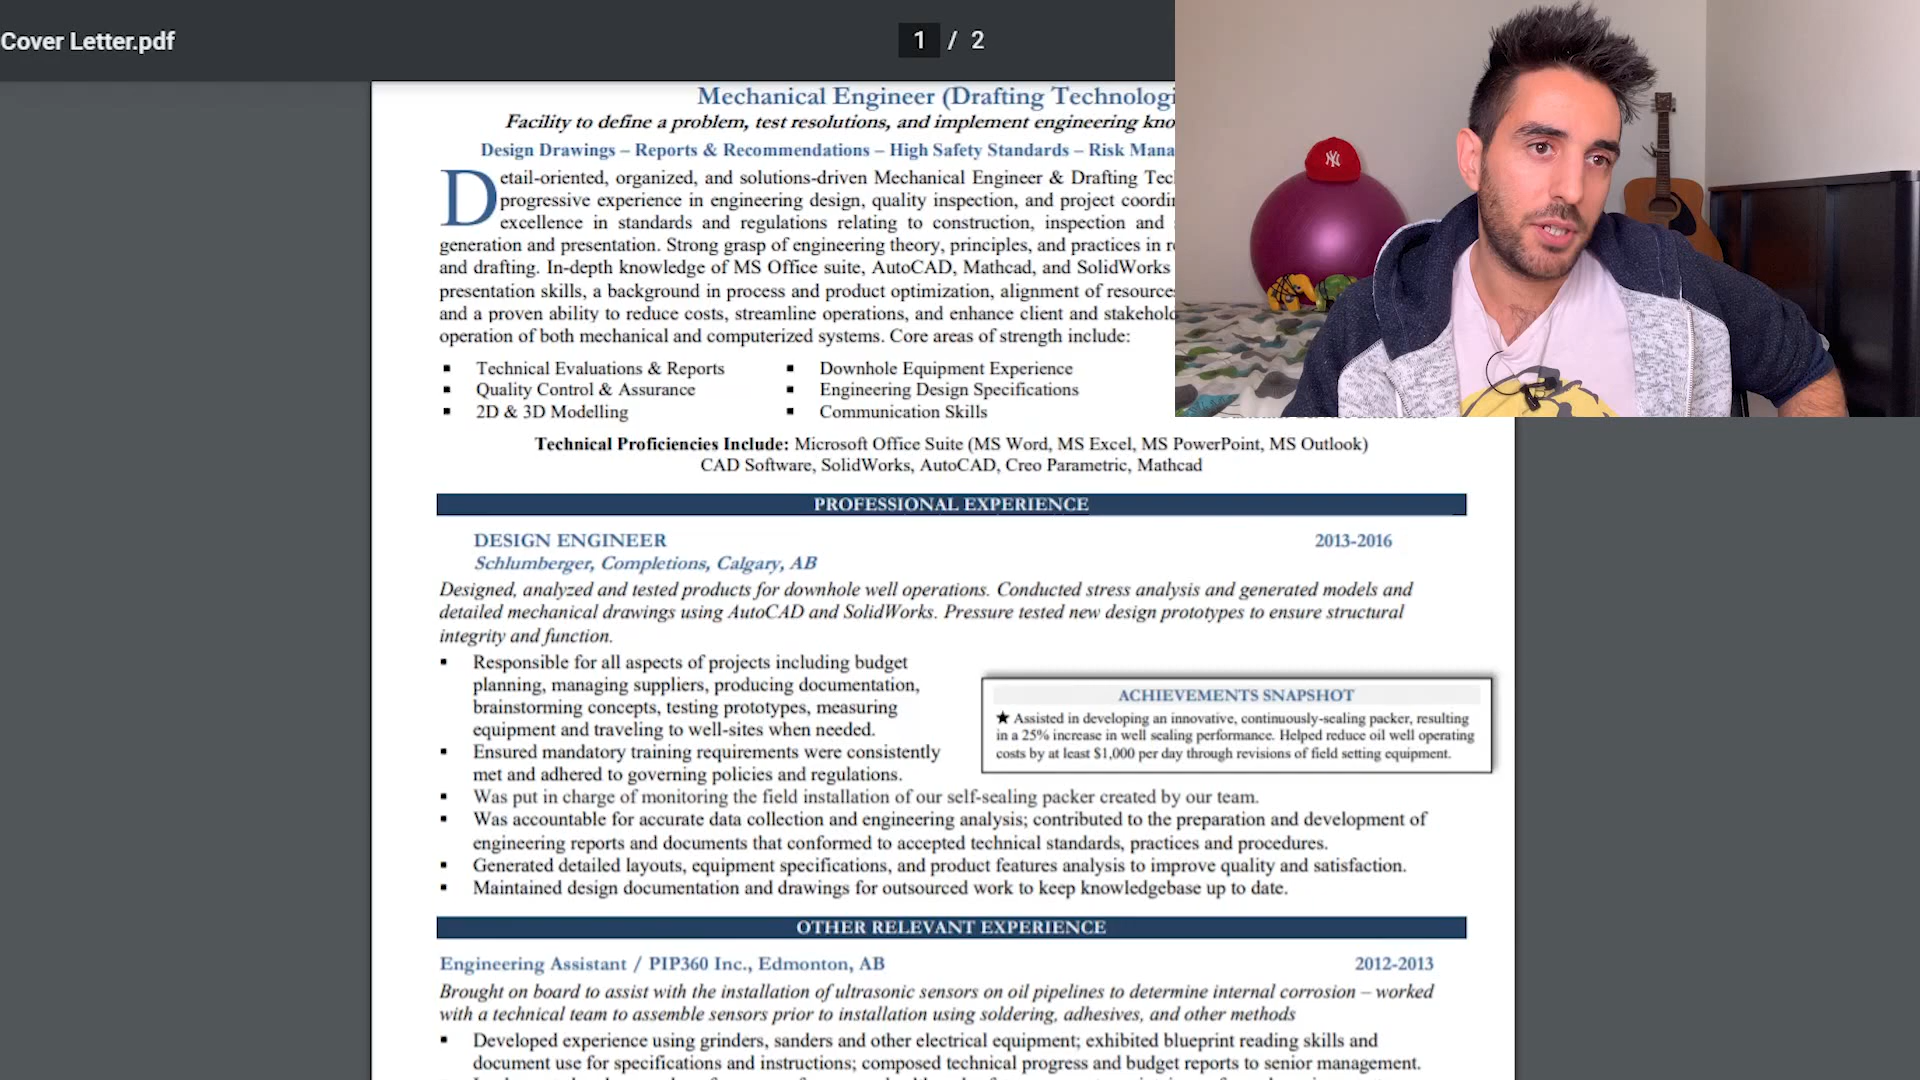 Cover Letter.pdf
1 / 2
Mechanical Engineer (Drafting
Facility to define a problem, test resolutions, and implement engineering
Design Drawings – Reports & Recommendations – High Safety Standards – Risk
Detail-oriented, organized, and solutions-driven Mechanical Engineer & Drafting
progressive experience in engineering design, quality inspection, and project
excellence in standards and regulations relating to construction, inspection and
generation and presentation. Strong grasp of engineering theory, principles, and practices in
and drafting. In-depth knowledge of MS Office suite, AutoCAD, Mathcad, and SolidWorks
presentation skills, a background in process and product optimization, alignment of
and a proven ability to reduce costs, streamline operations, and enhance client and
operation of both mechanical and computerized systems. Core areas of strength include:
▪ Technical Evaluations & Reports ▪ Downhole Equipment Experience
▪ Quality Control & Assurance ▪ Engineering Design Specifications
▪ 2D & 3D Modelling ▪ Communication Skills
Technical Proficiencies Include: Microsoft Office Suite (MS Word, MS Excel, MS PowerPoint, MS Outlook)
CAD Software, SolidWorks, AutoCAD, Creo Parametric, Mathcad
PROFESSIONAL EXPERIENCE
DESIGN ENGINEER 2013-2016
Schlumberger, Completions, Calgary, AB
Designed, analyzed and tested products for downhole well operations. Conducted stress analysis and generated models and
detailed mechanical drawings using AutoCAD and SolidWorks. Pressure tested new design prototypes to ensure structural
integrity and function.
▪ Responsible for all aspects of projects including budget
planning, managing suppliers, producing documentation,
brainstorming concepts, testing prototypes, measuring
equipment and traveling to well-sites when needed.
▪ Ensured mandatory training requirements were consistently
met and adhered to governing policies and regulations.
ACHIEVEMENTS SNAPSHOT
★ Assisted in developing an innovative, continuously-sealing packer, resulting
in a 25% increase in well sealing performance. Helped reduce oil well operating
costs by at least $1,000 per day through revisions of field setting equipment.
▪ Was put in charge of monitoring the field installation of our self-sealing packer created by our team.
▪ Was accountable for accurate data collection and engineering analysis; contributed to the preparation and development of
engineering reports and documents that conformed to accepted technical standards, practices and procedures.
▪ Generated detailed layouts, equipment specifications, and product features analysis to improve quality and satisfaction.
▪ Maintained design documentation and drawings for outsourced work to keep knowledgebase up to date.
OTHER RELEVANT EXPERIENCE
Engineering Assistant / PIP360 Inc., Edmonton, AB 2012-2013
Brought on board to assist with the installation of ultrasonic sensors on oil pipelines to determine internal corrosion – worked
with a technical team to assemble sensors prior to installation using soldering, adhesives, and other methods
▪ Developed experience using grinders, sanders and other electrical equipment; exhibited blueprint reading skills and
document use for specifications and instructions; composed technical progress and budget reports to senior management.